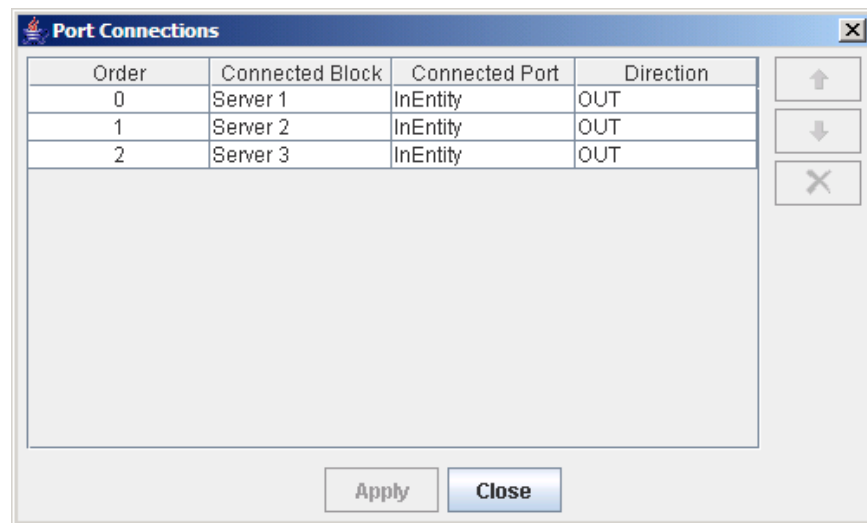 Port Connections
Order Connected Block Connected Port Direction
0 Server 1 InEntity OUT
1 Server 2 InEntity OUT
2 Server 3 InEntity OUT
Apply Close